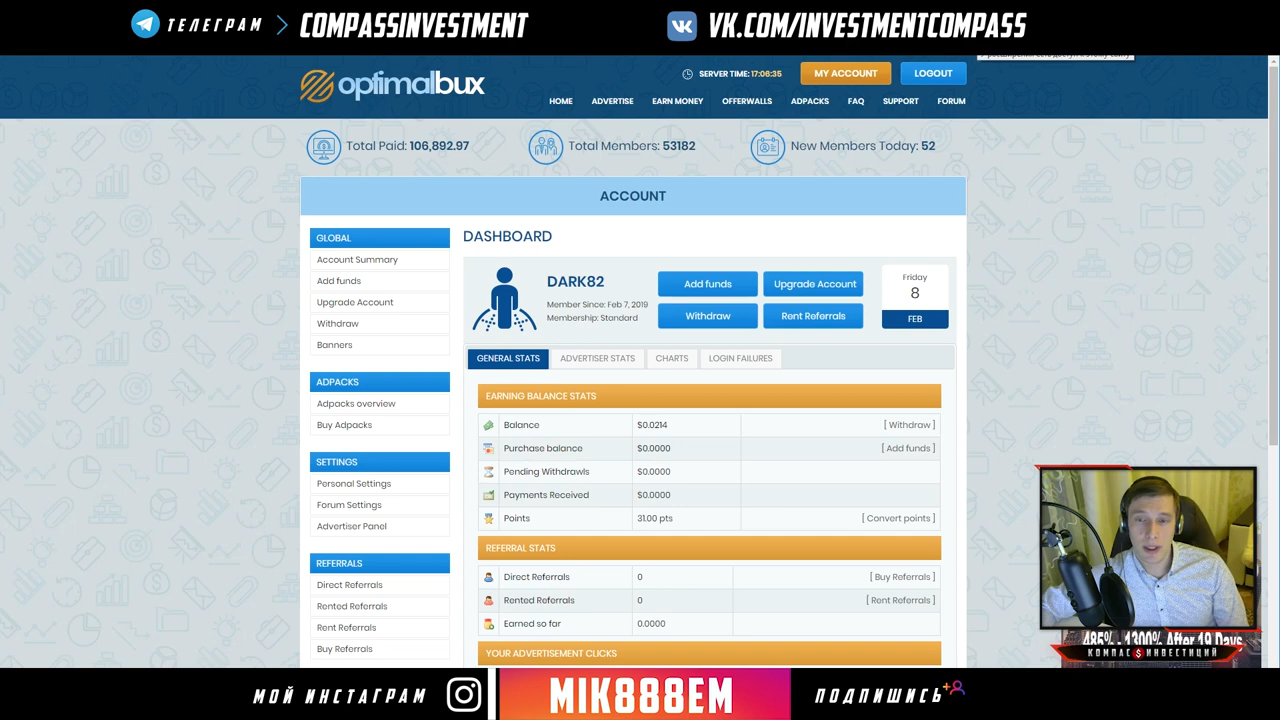 ТЕЛЕГРАМ COMPASSINVESTMENT VK.COM/INVESTMENTCOMPASS
optimalbux
SERVER TIME: 17:06:35 MY ACCOUNT LOGOUT
HOME ADVERTISE EARN MONEY OFFERWALLS ADPACKS FAQ SUPPORT FORUM
Total Paid: 106,892.97 Total Members: 53182 New Members Today: 52
ACCOUNT
GLOBAL
Account Summary
Add funds
Upgrade Account
Withdraw
Banners
ADPACKS
Adpacks overview
Buy Adpacks
SETTINGS
Personal Settings
Forum Settings
Advertiser Panel
REFERRALS
Direct Referrals
Rented Referrals
Rent Referrals
Buy Referrals
DASHBOARD
DARK82
Member Since: Feb 7, 2019
Membership: Standard
Add funds Upgrade Account
Withdraw Rent Referrals
Friday
8
FEB
GENERAL STATS ADVERTISER STATS CHARTS LOGIN FAILURES
EARNING BALANCE STATS
Balance $0.0214 [ Withdraw ]
Purchase balance $0.0000 [ Add funds ]
Pending Withdrawls $0.0000
Payments Received $0.0000
Points 31.00 pts [ Convert points ]
REFERRAL STATS
Direct Referrals 0 [ Buy Referrals ]
Rented Referrals 0 [ Rent Referrals ]
Earned so far 0.0000
YOUR ADVERTISEMENT CLICKS
485% - 1300% After 19 Days
КОМПАС $ ИНВЕСТИЦИЙ
МОЙ ИНСТАГРАМ MIK888EM ПОДПИШИСЬ